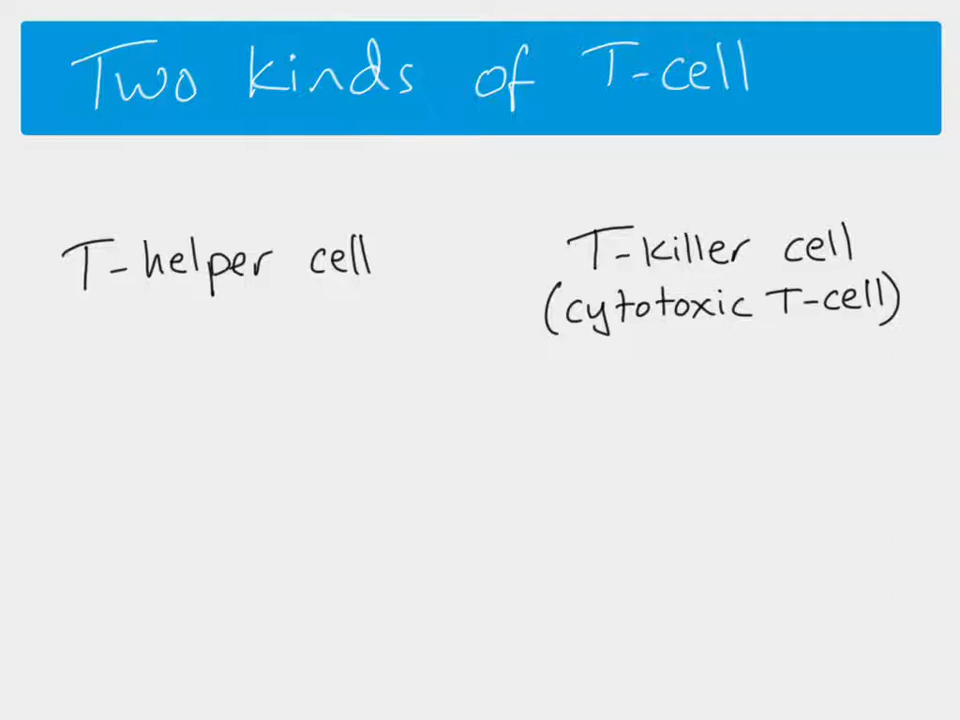 Two kinds of T-cell
T-helper cell
T-killer cell
(cytotoxic T-cell)